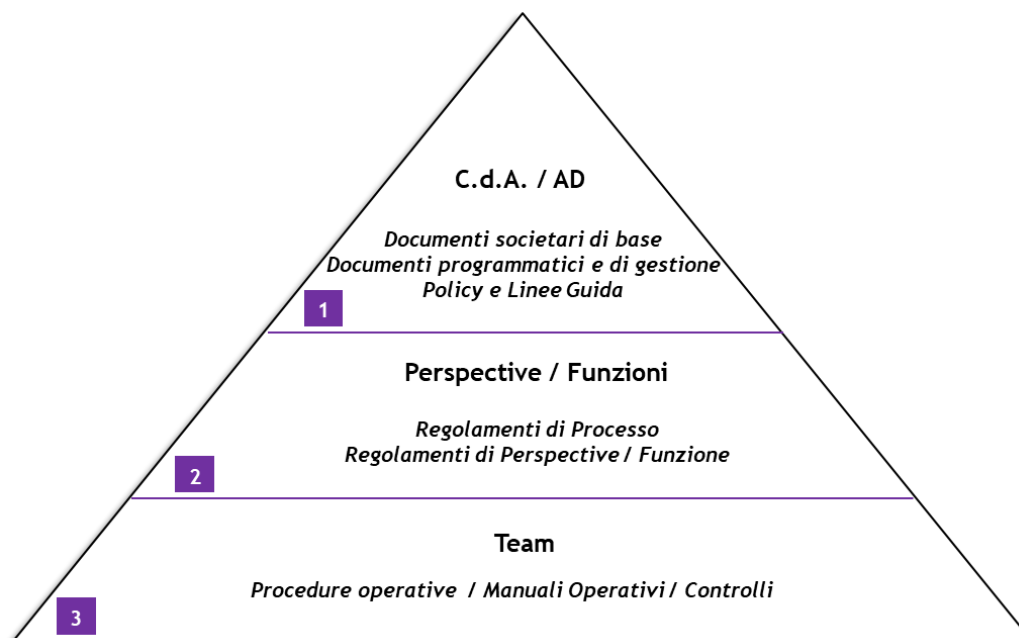 C.d.A. / AD
Documenti societari di base
Documenti programmatici e di gestione
Policy e Linee Guida
1
Perspective / Funzioni
Regolamenti di Processo
Regolamenti di Perspective / Funzione
2
Team
Procedure operative / Manuali Operativi / Controlli
3